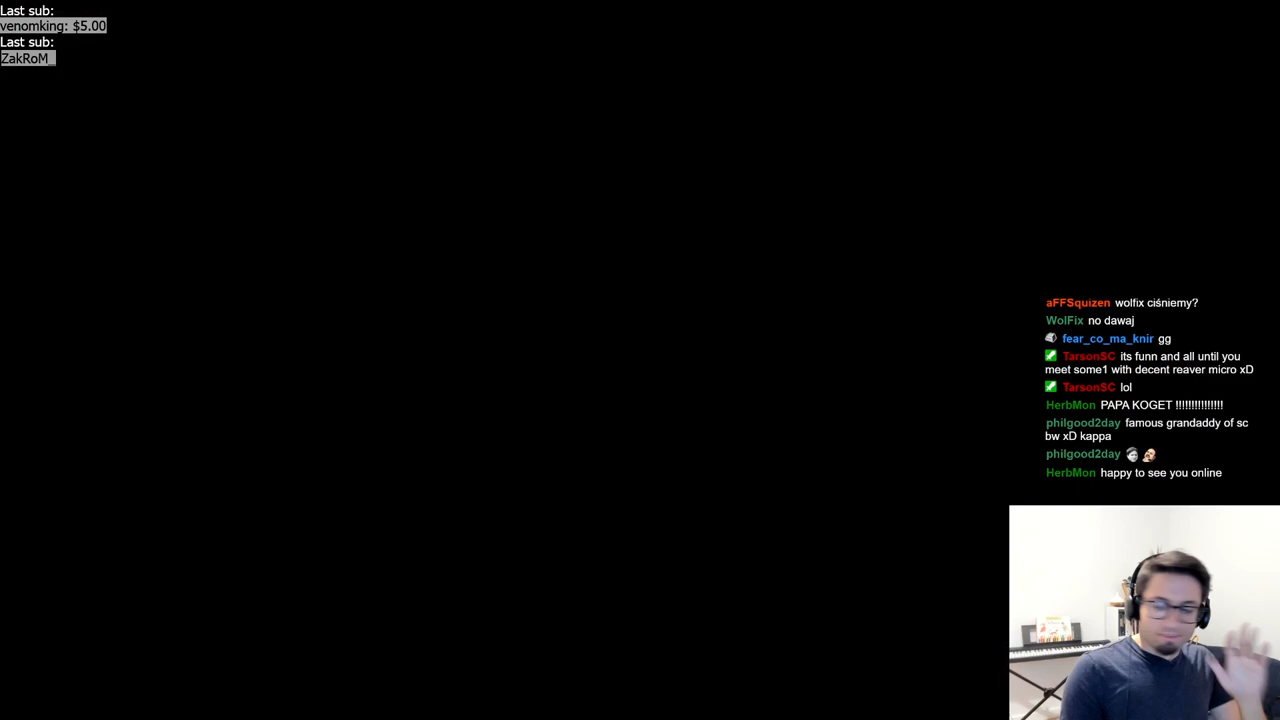 Last sub:
venomking: $5.00
Last sub:
ZakRoM_
aFFSquizen wolfix ciśniemy?
WolFix no dawaj
fear_co_ma_knir gg
TarsonSC its funn and all until you
meet some1 with decent reaver micro xD
TarsonSC lol
HerbMon PAPA KOGET !!!!!!!!!!!!!!!
philgood2day famous grandaddy of sc
bw xD kappa
philgood2day
HerbMon happy to see you online